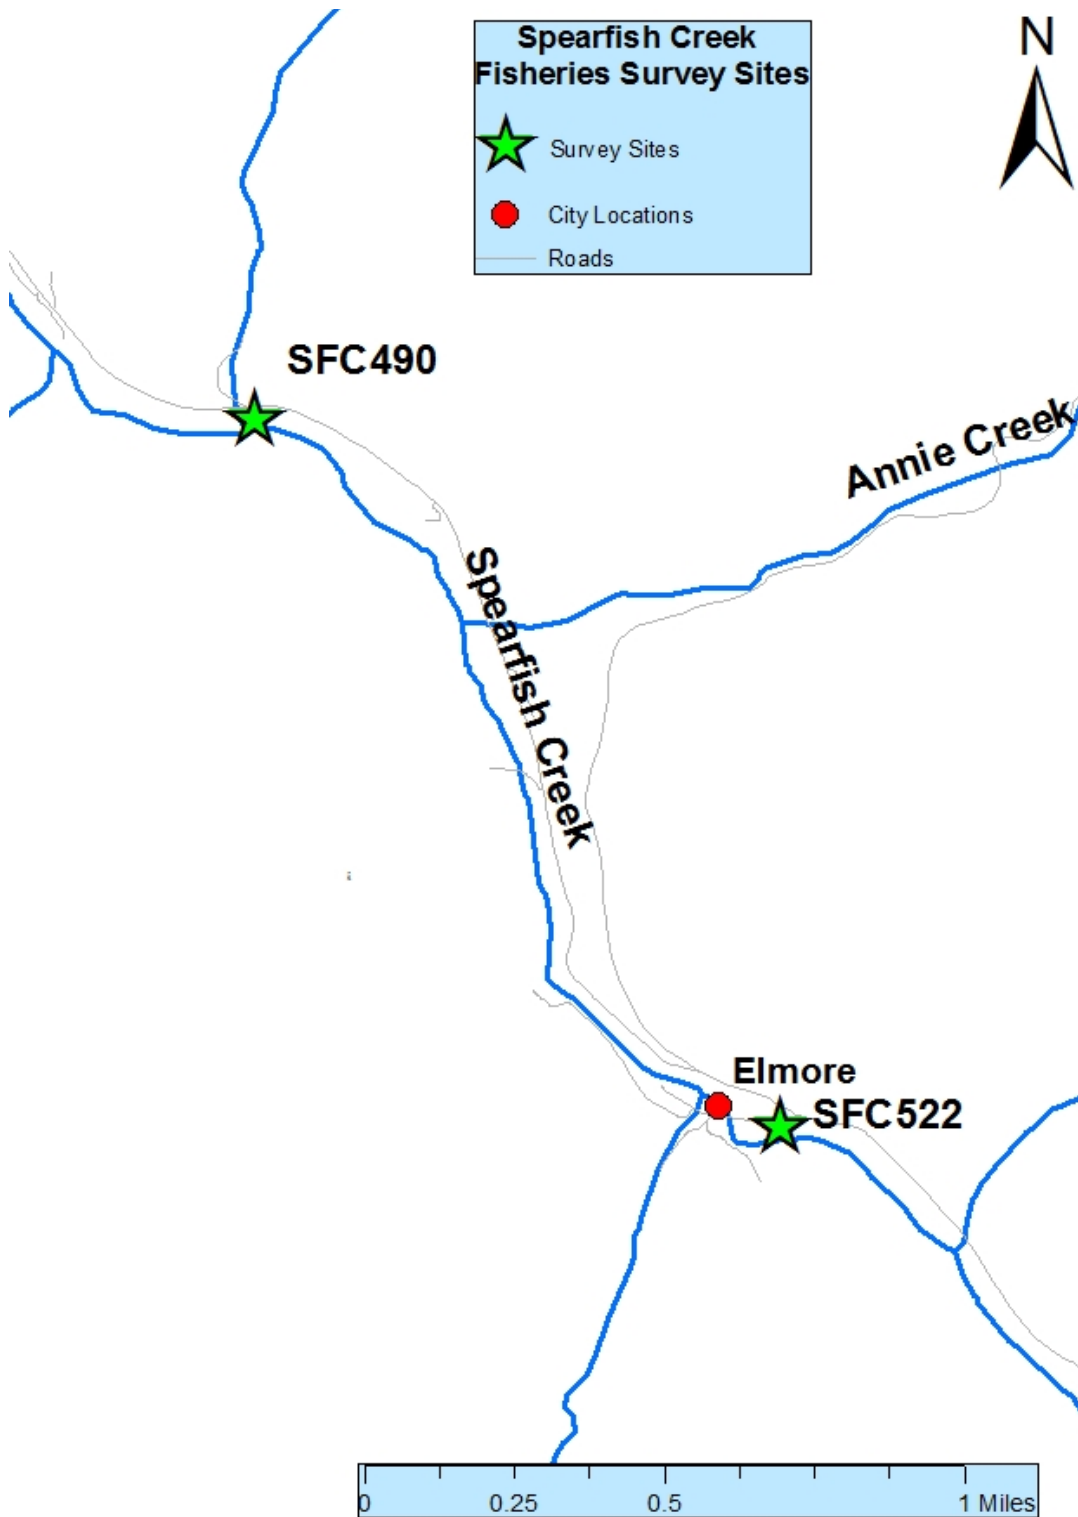 Spearfish Creek
Fisheries Survey Sites
Survey Sites
City Locations
Roads
N
SFC490
Annie Creek
Spearfish Creek
Elmore
SFC522
0 0.25 0.5 1 Miles